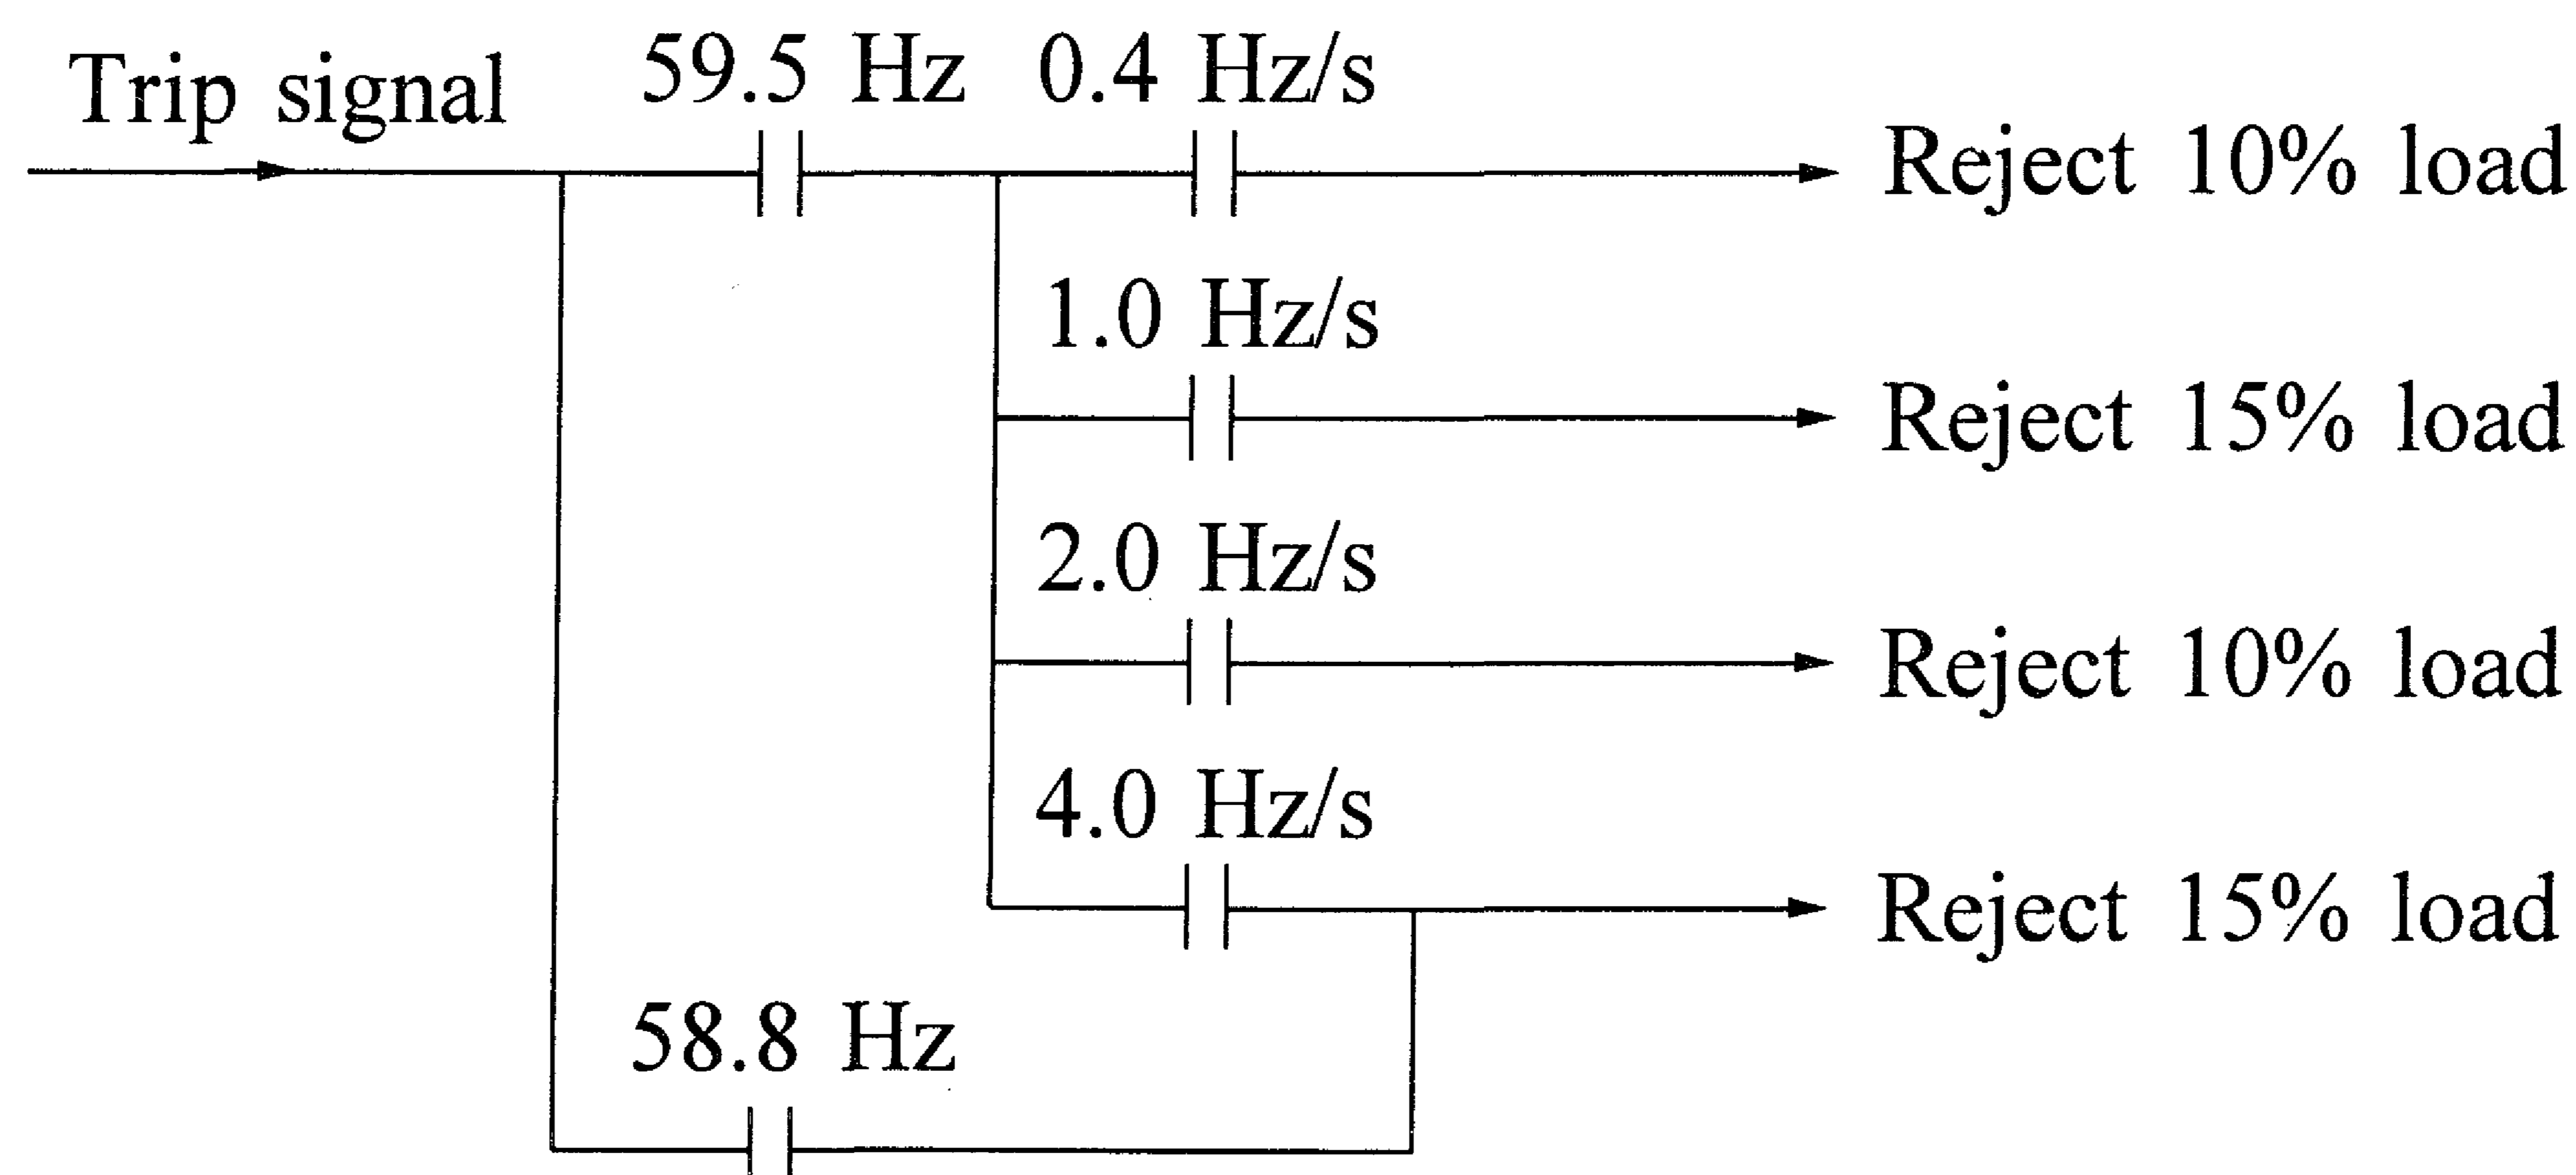 Trip signal
59.5 Hz
0.4 Hz/s
Reject 10% load
1.0 Hz/s
Reject 15% load
2.0 Hz/s
Reject 10% load
4.0 Hz/s
Reject 15% load
58.8 Hz